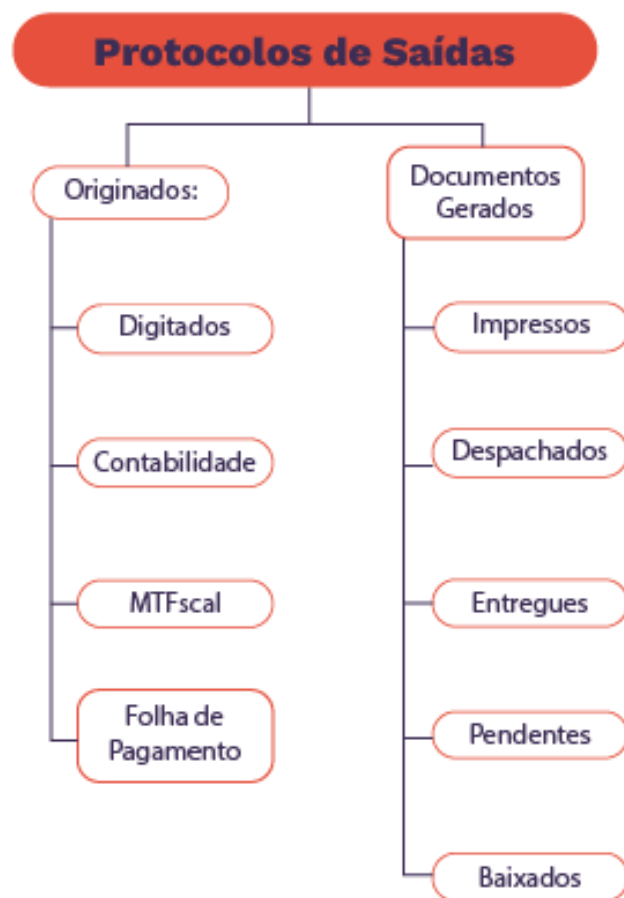 Protocolos de Saídas
Originados:
Digitados
Contabilidade
MTFscal
Folha de
Pagamento
Documentos
Gerados
Impressos
Despachados
Entregues
Pendentes
Baixados